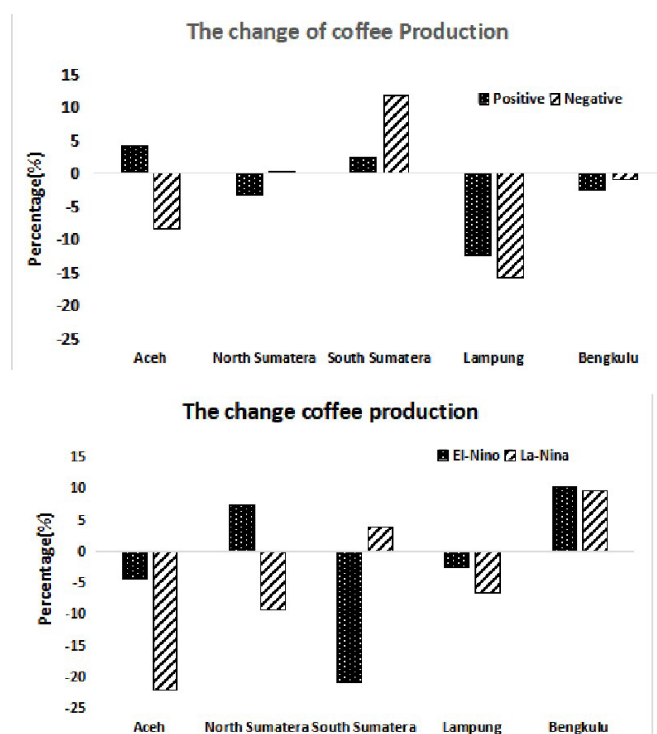 The change of coffee Production
15
Positive Negative
10
5
0
-5
-10
-15
-20
-25
Percentage(%)
Aceh North Sumatera South Sumatera Lampung Bengkulu
The change coffee production
15
El-Nino La-Nina
10
5
0
-5
-10
-15
-20
-25
Percentage(%)
Aceh North Sumatera South Sumatera Lampung Bengkulu